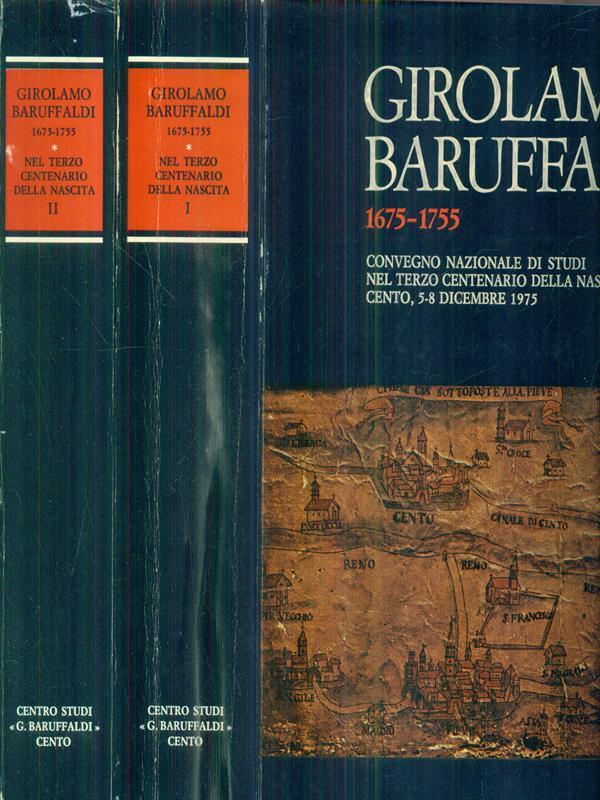 GIROLAMO
BARUFFALDI
1675-1755
*
NEL TERZO
CENTENARIO
DELLA NASCITA
II
CENTRO STUDI
« G. BARUFFALDI »
CENTO
GIROLAMO
BARUFFALDI
1675-1755
*
NEL TERZO
CENTENARIO
DELLA NASCITA
I
CENTRO STUDI
« G. BARUFFALDI »
CENTO
GIROLAM
BARUFFA
1675-1755
CONVEGNO NAZIONALE DI STUDI
NEL TERZO CENTENARIO DELLA NAS
CENTO, 5-8 DICEMBRE 1975
GIA SOTTOPOSTE ALLA PIEVE
S.ta CROCE
CENTO
CANALE DI CENTO
RENO
RENO
S. FRANCESCO